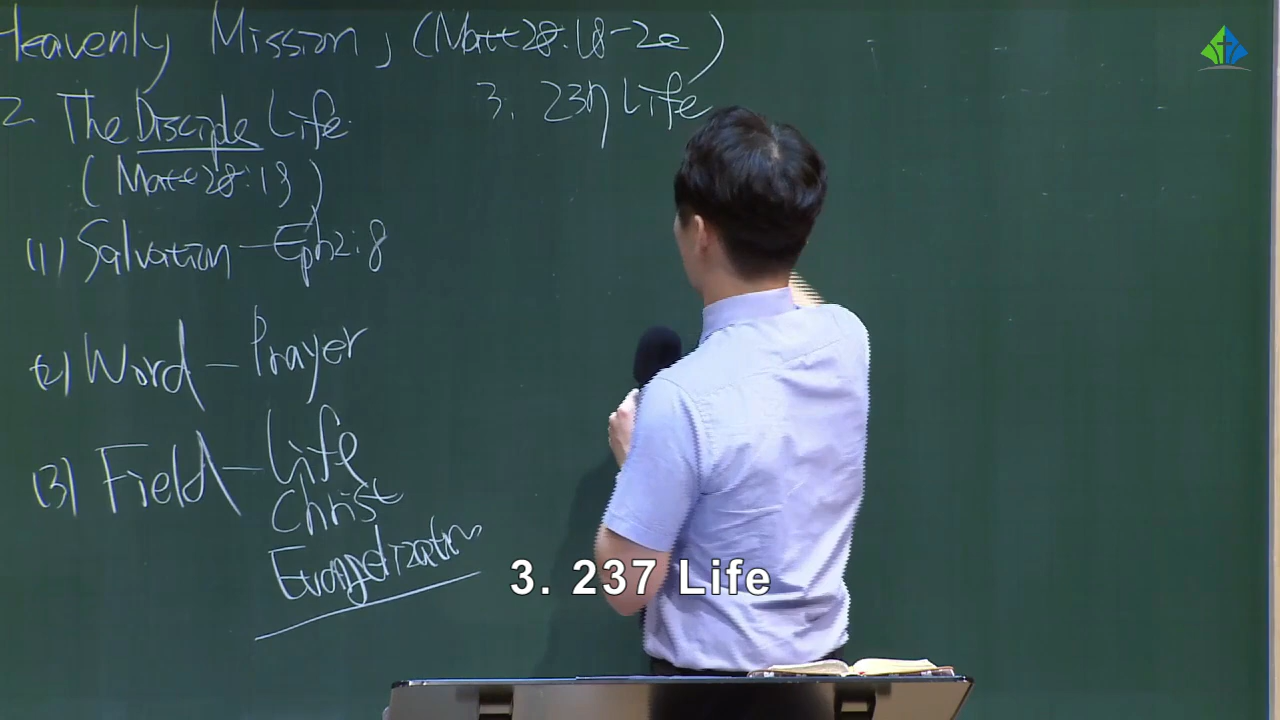 Heavenly Mission, (Matt 28:18-20)
2. The Disciple Life
(Matt 28:19)
(1) Salvation - Eph 2:8
(2) Word - Prayer
(3) Field - Life
Christ
Evangelization
3. 237 Life
3. 237 Life